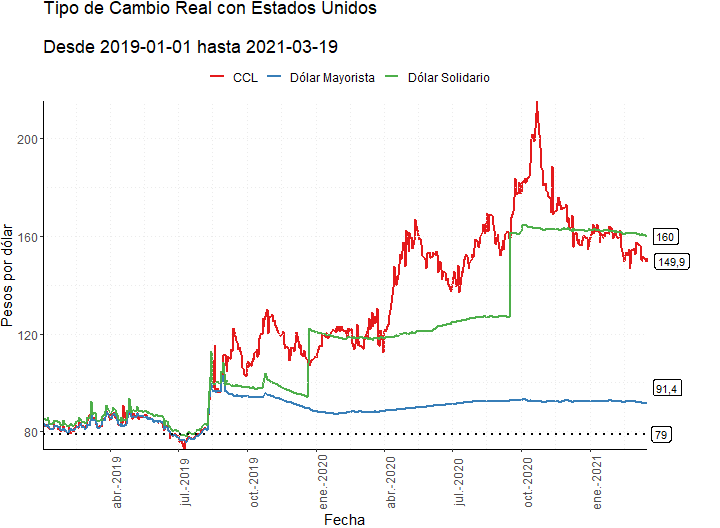 Tipo de Cambio Real con Estados Unidos
Desde 2019-01-01 hasta 2021-03-19
CCL Dólar Mayorista Dólar Solidario
Pesos por dólar
200
160
120
80
160
149,9
91,4
79
abr.-2019
jul.-2019
oct.-2019
ene.-2020
abr.-2020
jul.-2020
oct.-2020
ene.-2021
Fecha